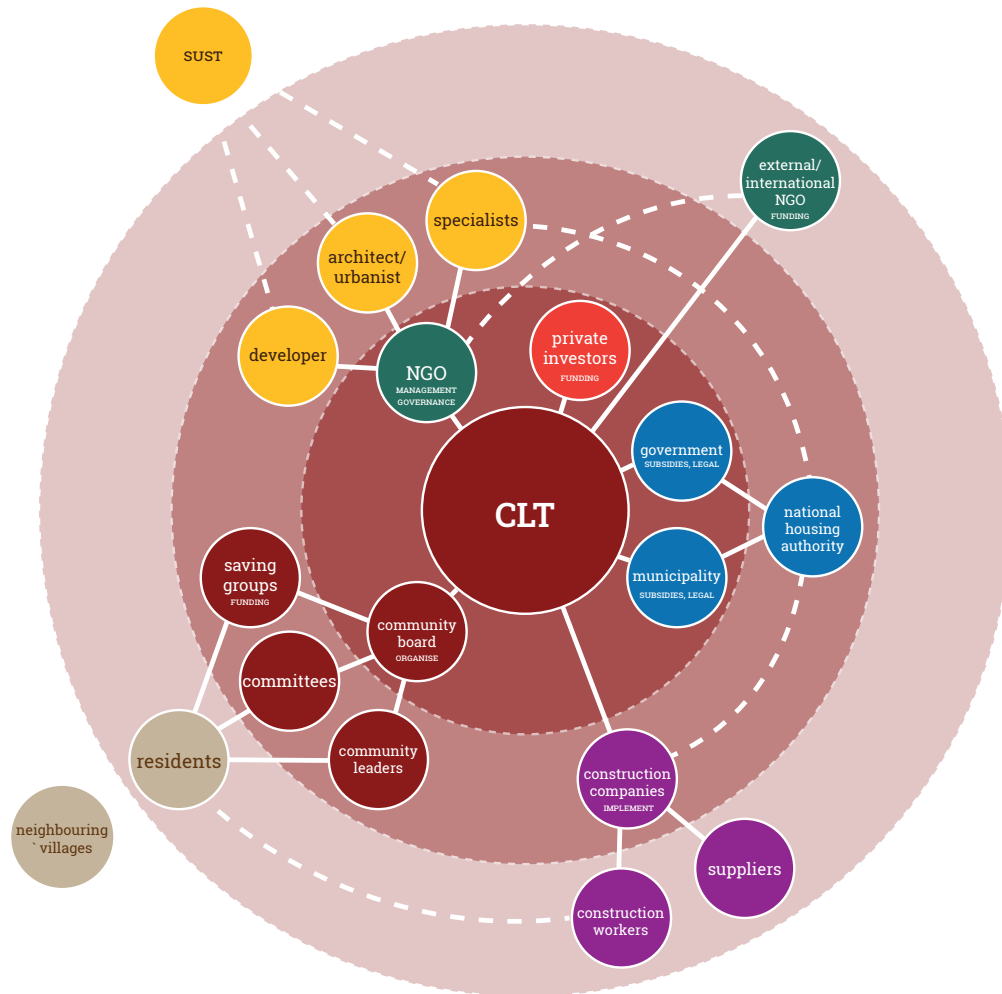 SUST
external/
international
NGO
FUNDING
specialists
architect/
urbanist
developer
NGO
MANAGEMENT
GOVERNANCE
private
investors
FUNDING
government
SUBSIDIES, LEGAL
CLT
national
housing
authority
municipality
SUBSIDIES, LEGAL
saving
groups
FUNDING
community
board
ORGANISE
committees
residents
community
leaders
construction
companies
IMPLEMENT
neighbouring
` villages
suppliers
construction
workers